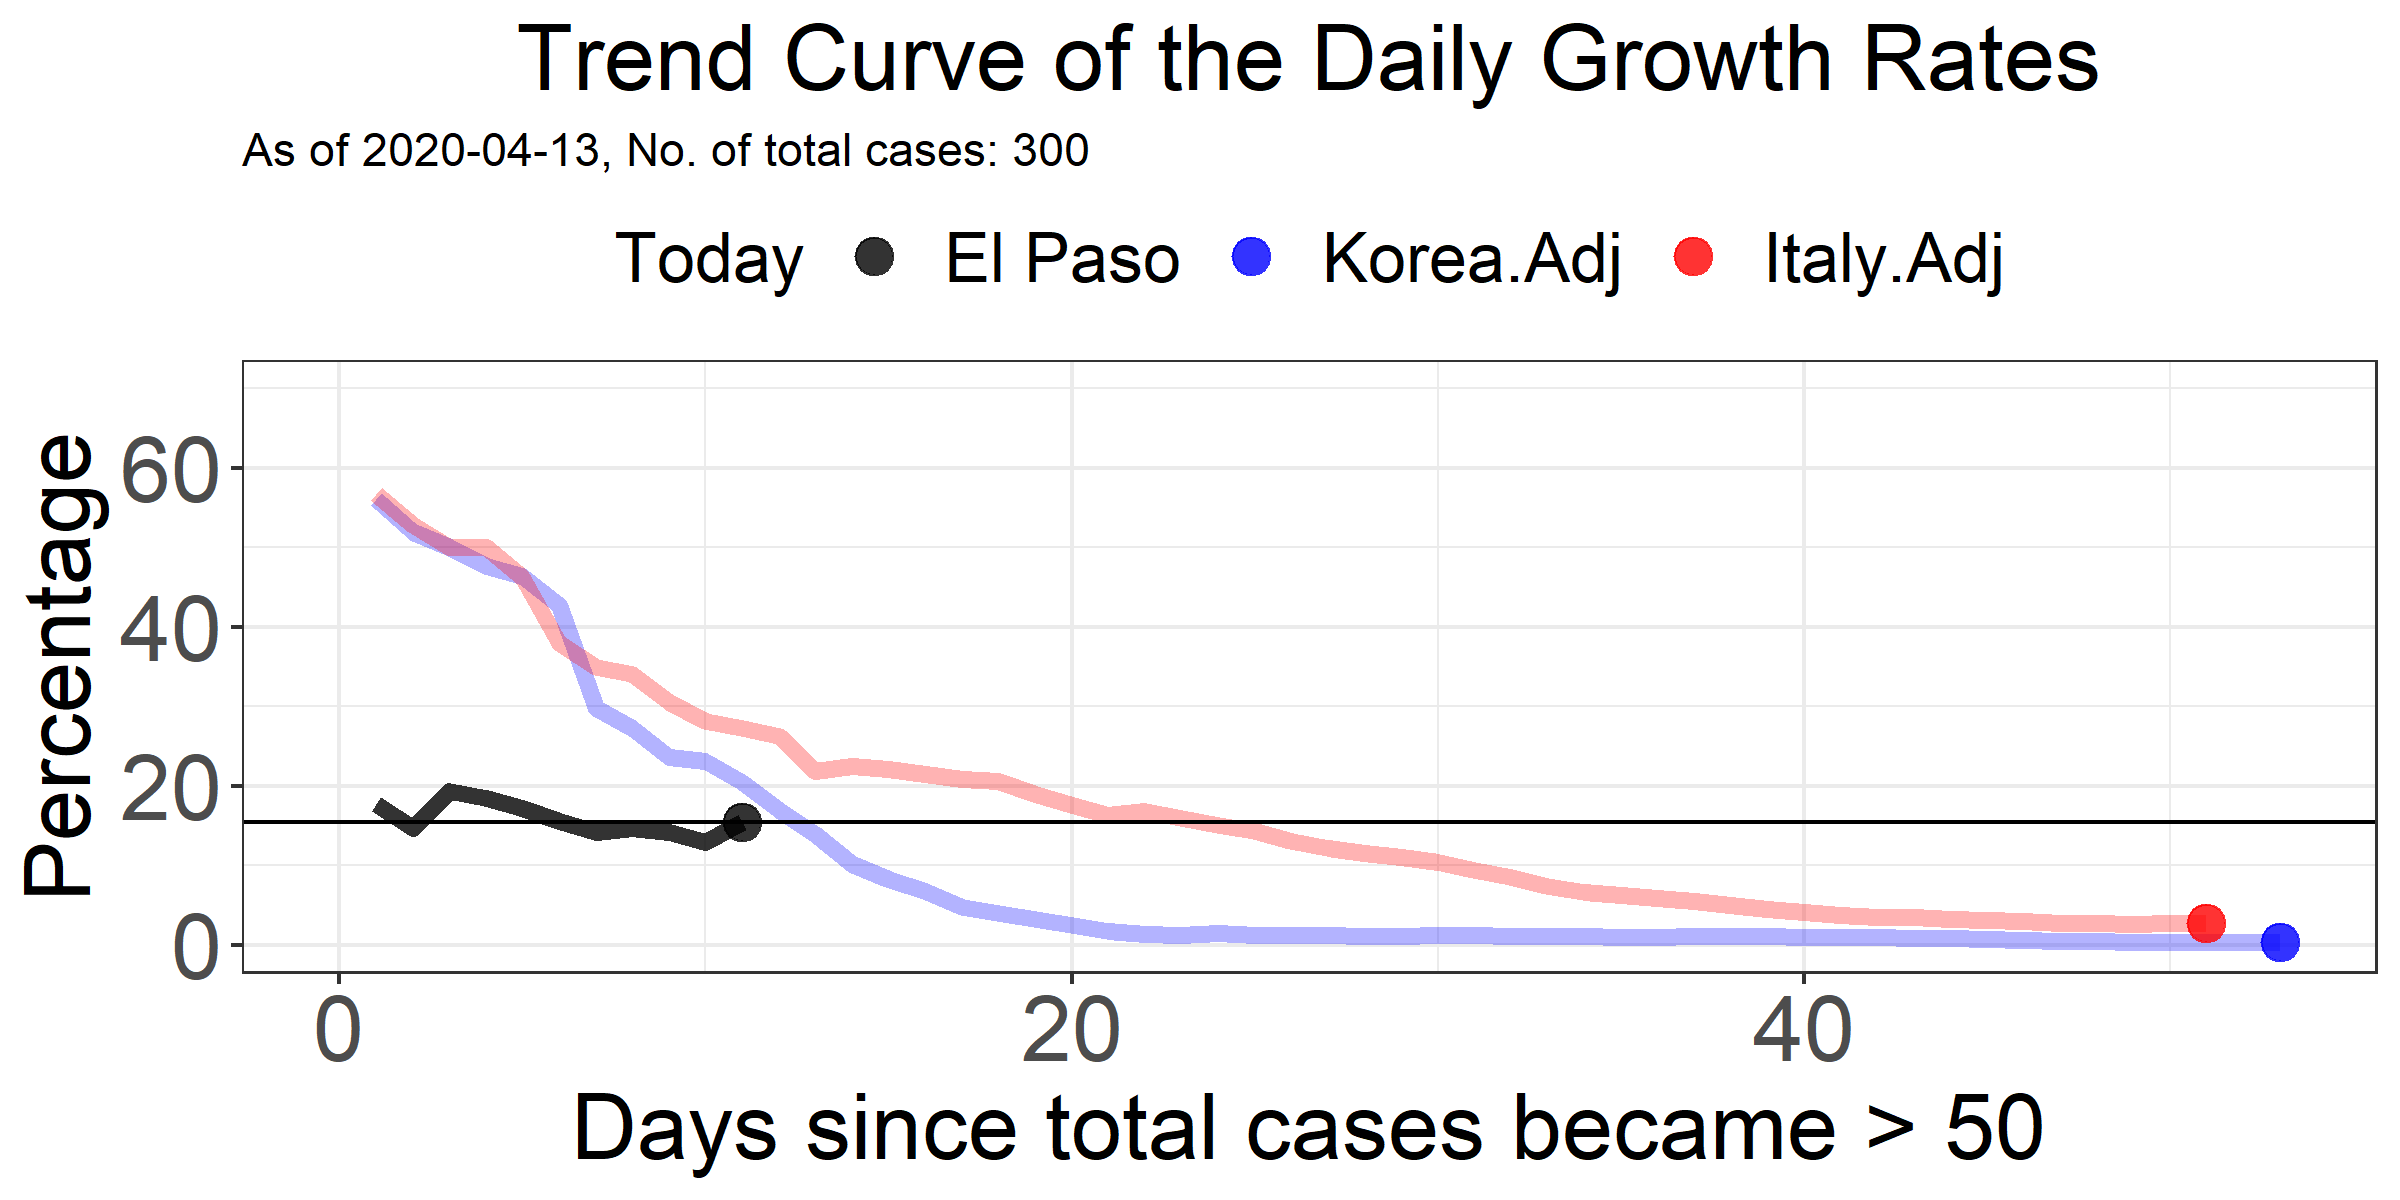 Trend Curve of the Daily Growth Rates
As of 2020-04-13, No. of total cases: 300
Today El Paso Korea.Adj Italy.Adj
Percentage
60
40
20
0
0 20 40
Days since total cases became > 50